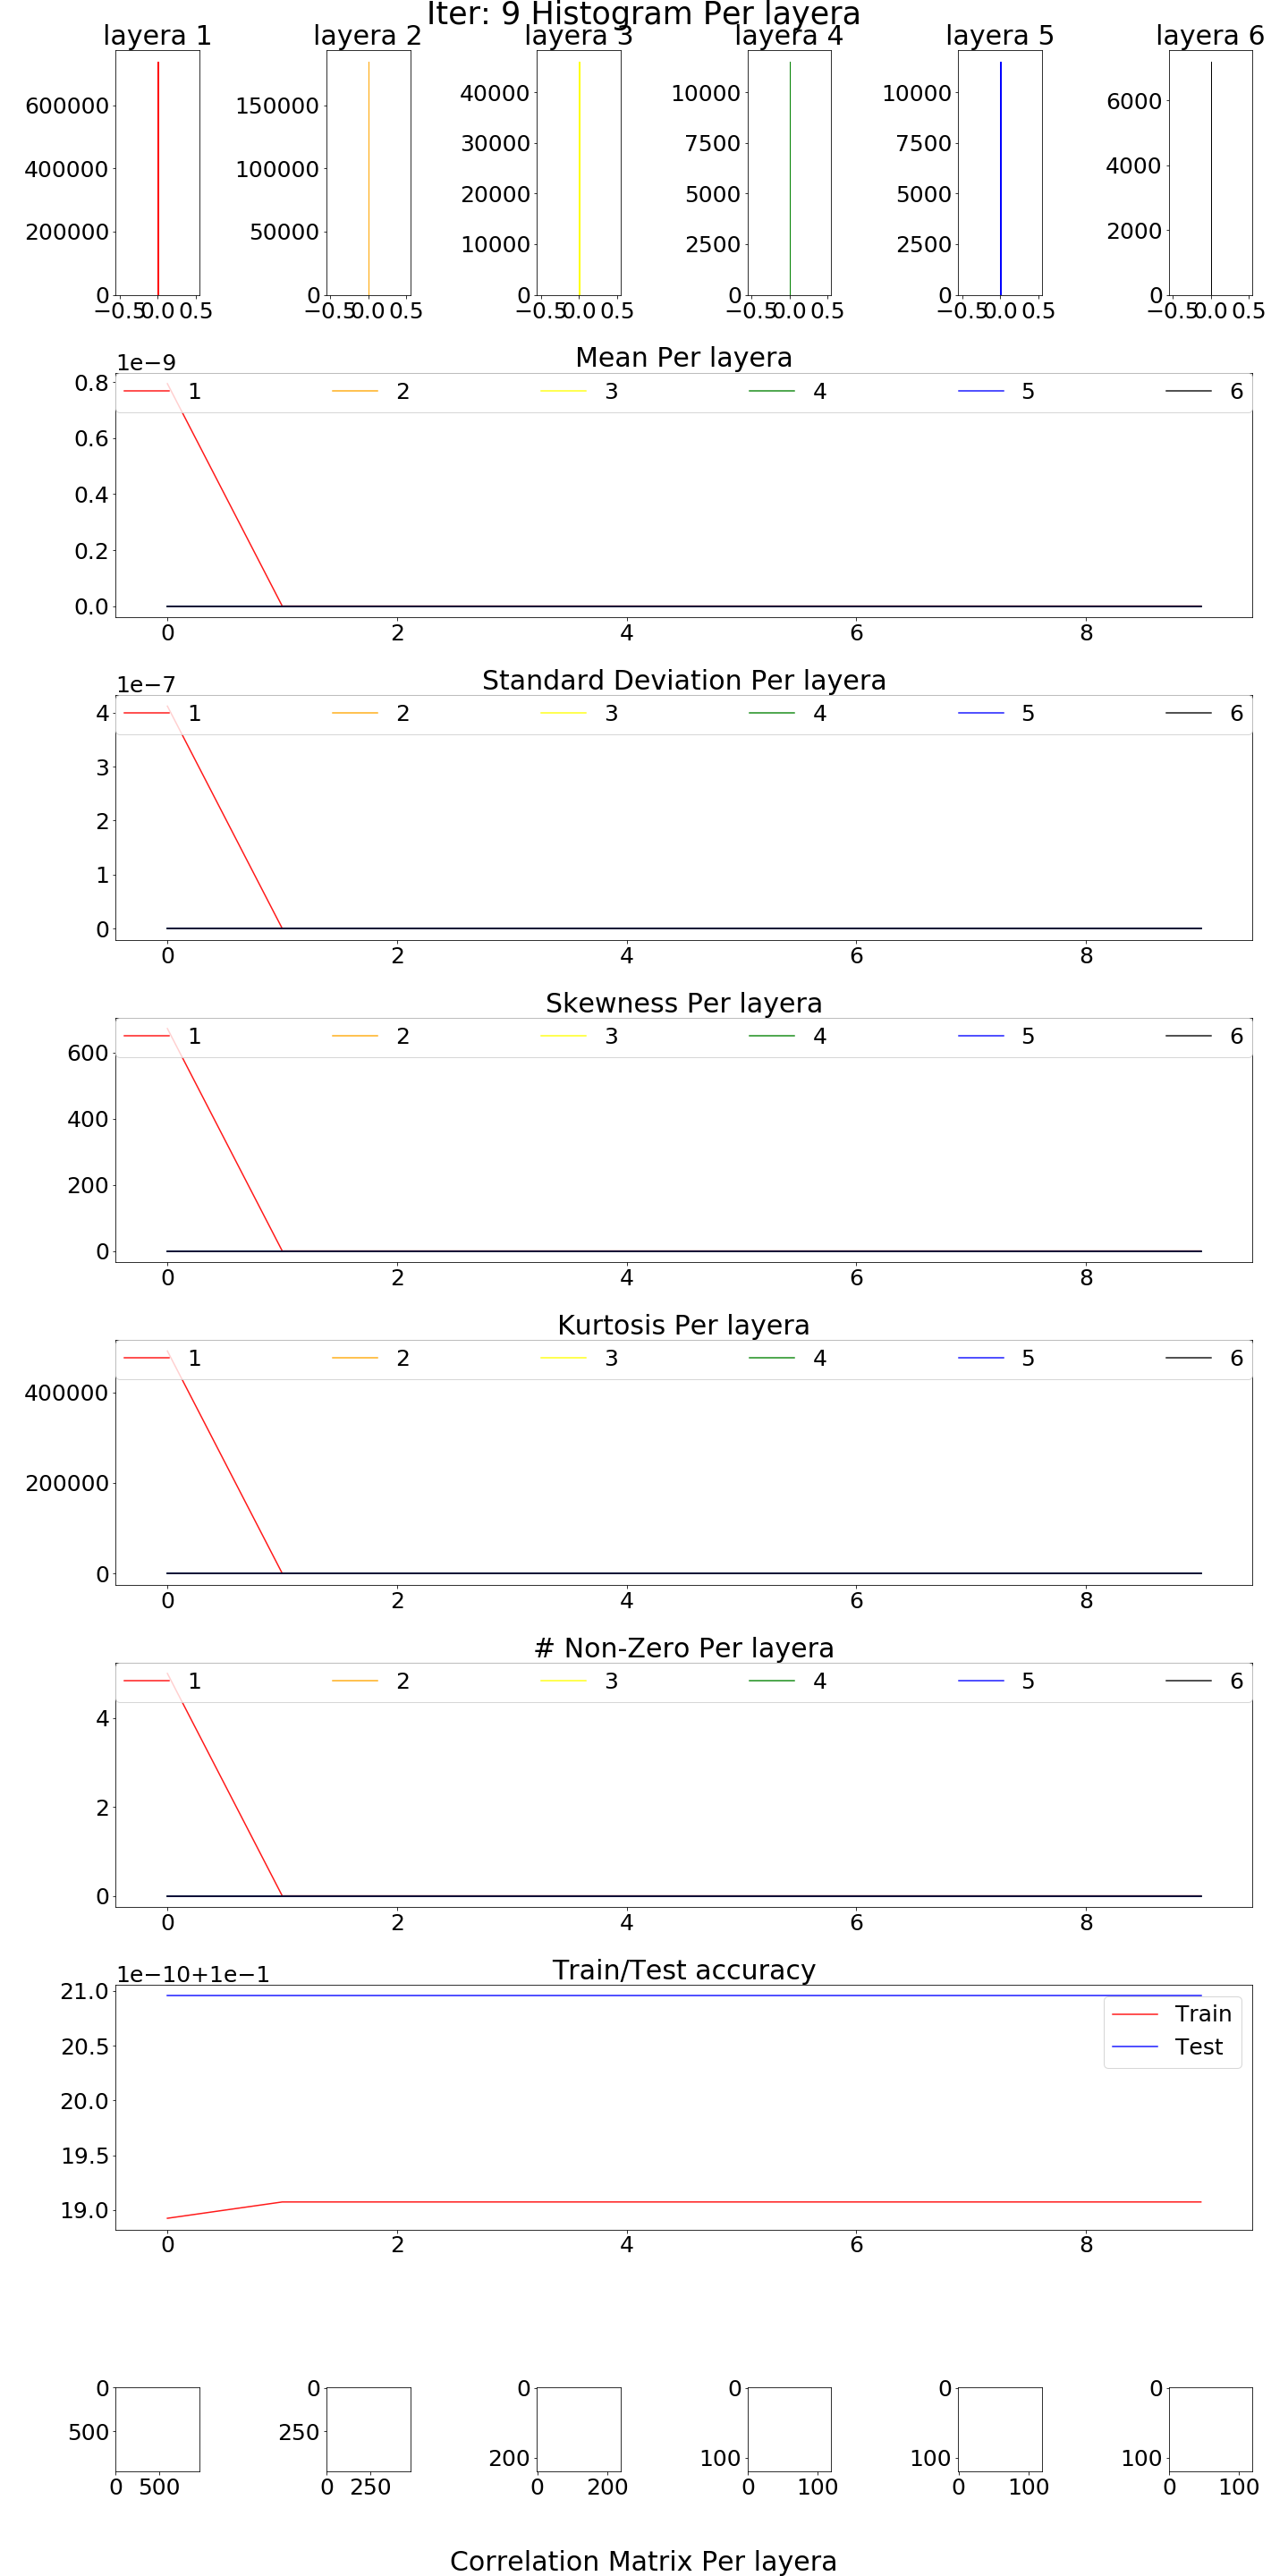 Iter: 9 Histogram Per layera
layera 1 layera 2 layera 3 layera 4 layera 5 layera 6
600000 150000 40000 10000 10000 6000
400000 100000 30000 7500 7500 4000
200000 50000 20000 5000 5000 2000
10000 2500 2500
0 0 0 0 0 0
−0.5 0.0 0.5 −0.5 0.0 0.5 −0.5 0.0 0.5 −0.5 0.0 0.5 −0.5 0.0 0.5 −0.5 0.0 0.5
1e−9 Mean Per layera
1 2 3 4 5 6
0.8
0.6
0.4
0.2
0.0
0 2 4 6 8
1e−7 Standard Deviation Per layera
1 2 3 4 5 6
4
3
2
1
0
0 2 4 6 8
Skewness Per layera
1 2 3 4 5 6
600
400
200
0
0 2 4 6 8
Kurtosis Per layera
1 2 3 4 5 6
400000
200000
0
0 2 4 6 8
# Non-Zero Per layera
1 2 3 4 5 6
4
2
0
0 2 4 6 8
1e−10+1e−1 Train/Test accuracy
21.0
Train
20.5 Test
20.0
19.5
19.0
0 2 4 6 8
0 0 0 0 0 0
500 250 200 100 100 100
0 500 0 250 0 200 0 100 0 100 0 100
Correlation Matrix Per layera